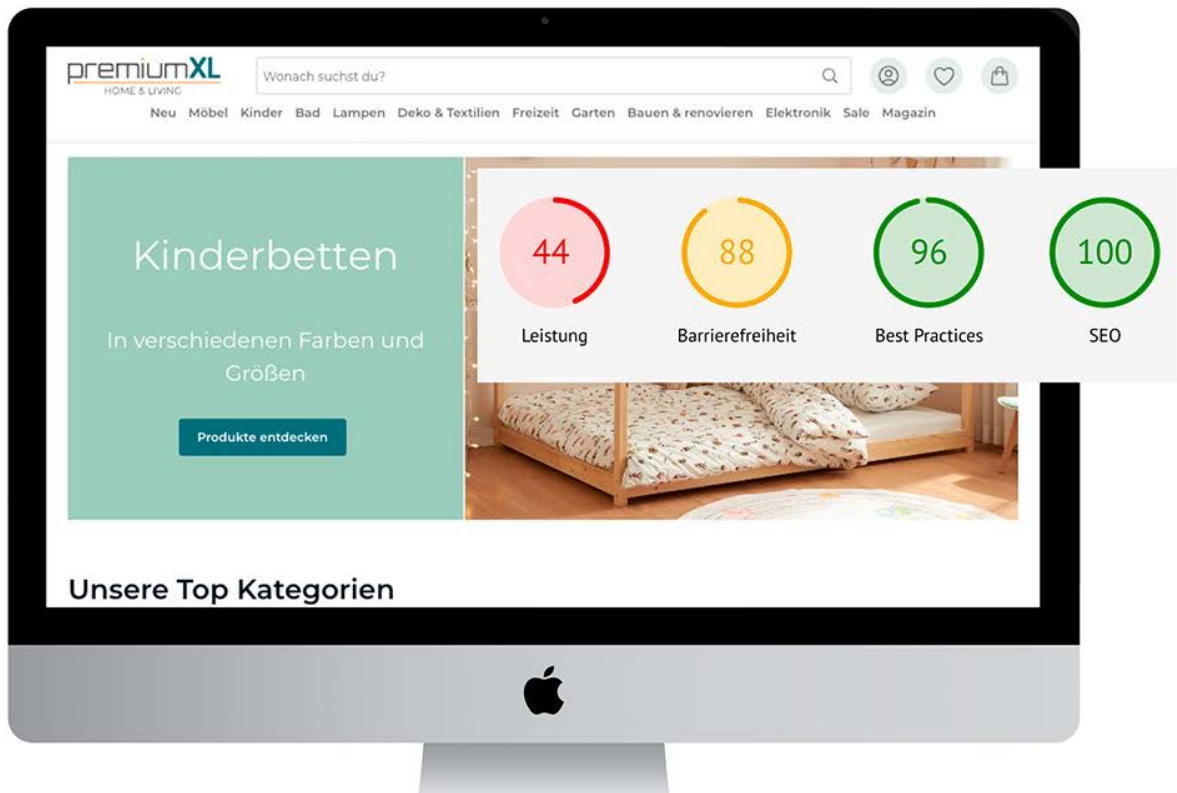 premiumXL
HOME & LIVING
Wonach suchst du?
Neu Möbel Kinder Bad Lampen Deko & Textilien Freizeit Garten Bauen & renovieren Elektronik Sale Magazin
Kinderbetten
In verschiedenen Farben und
Größen
Produkte entdecken
44
Leistung
88
Barrierefreiheit
96
Best Practices
100
SEO
Unsere Top Kategorien